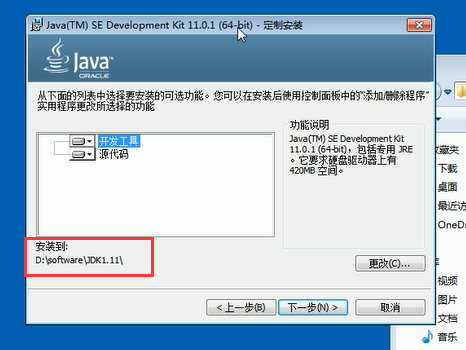 Java(TM) SE Development Kit 11.0.1 (64-bit) - 定制安装
Java
ORACLE
从下面的列表中选择要安装的可选功能。您可以在安装后使用控制面板中的“添加/删除程序”
实用程序更改所选择的功能
开发工具
源代码
功能说明
Java(TM) SE Development Kit
11.0.1 (64-bit)，包括专用 JRE
。它要求硬盘驱动器上有
420MB 空间。
安装到:
D:\software\JDK1.11\
更改(C)...
<上一步(B)
下一步(N) >
取消
收藏夹
下载
桌面
最近访
OneDri
视频
图片
文档
音乐